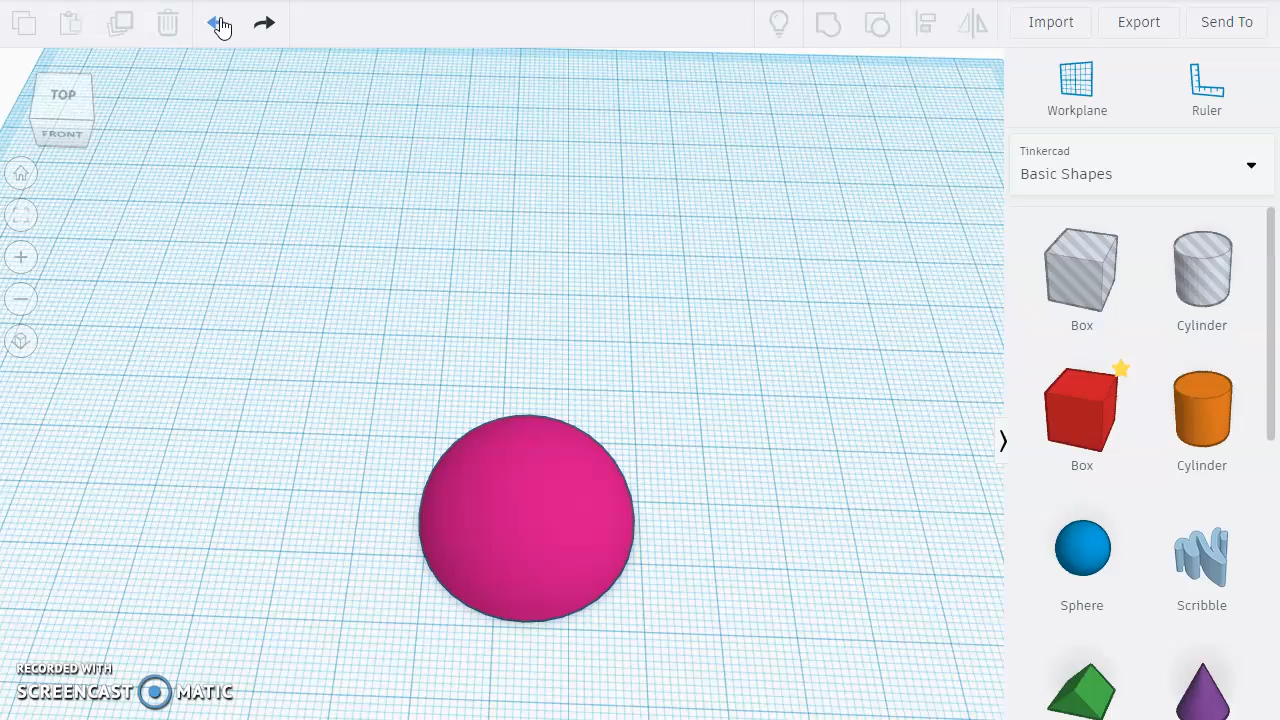 Import
Export
Send To
TOP
FRONT
Workplane
Ruler
Tinkercad
Basic Shapes
Box
Cylinder
Box
Cylinder
Sphere
Scribble
RECORDED WITH
SCREENCAST MATIC